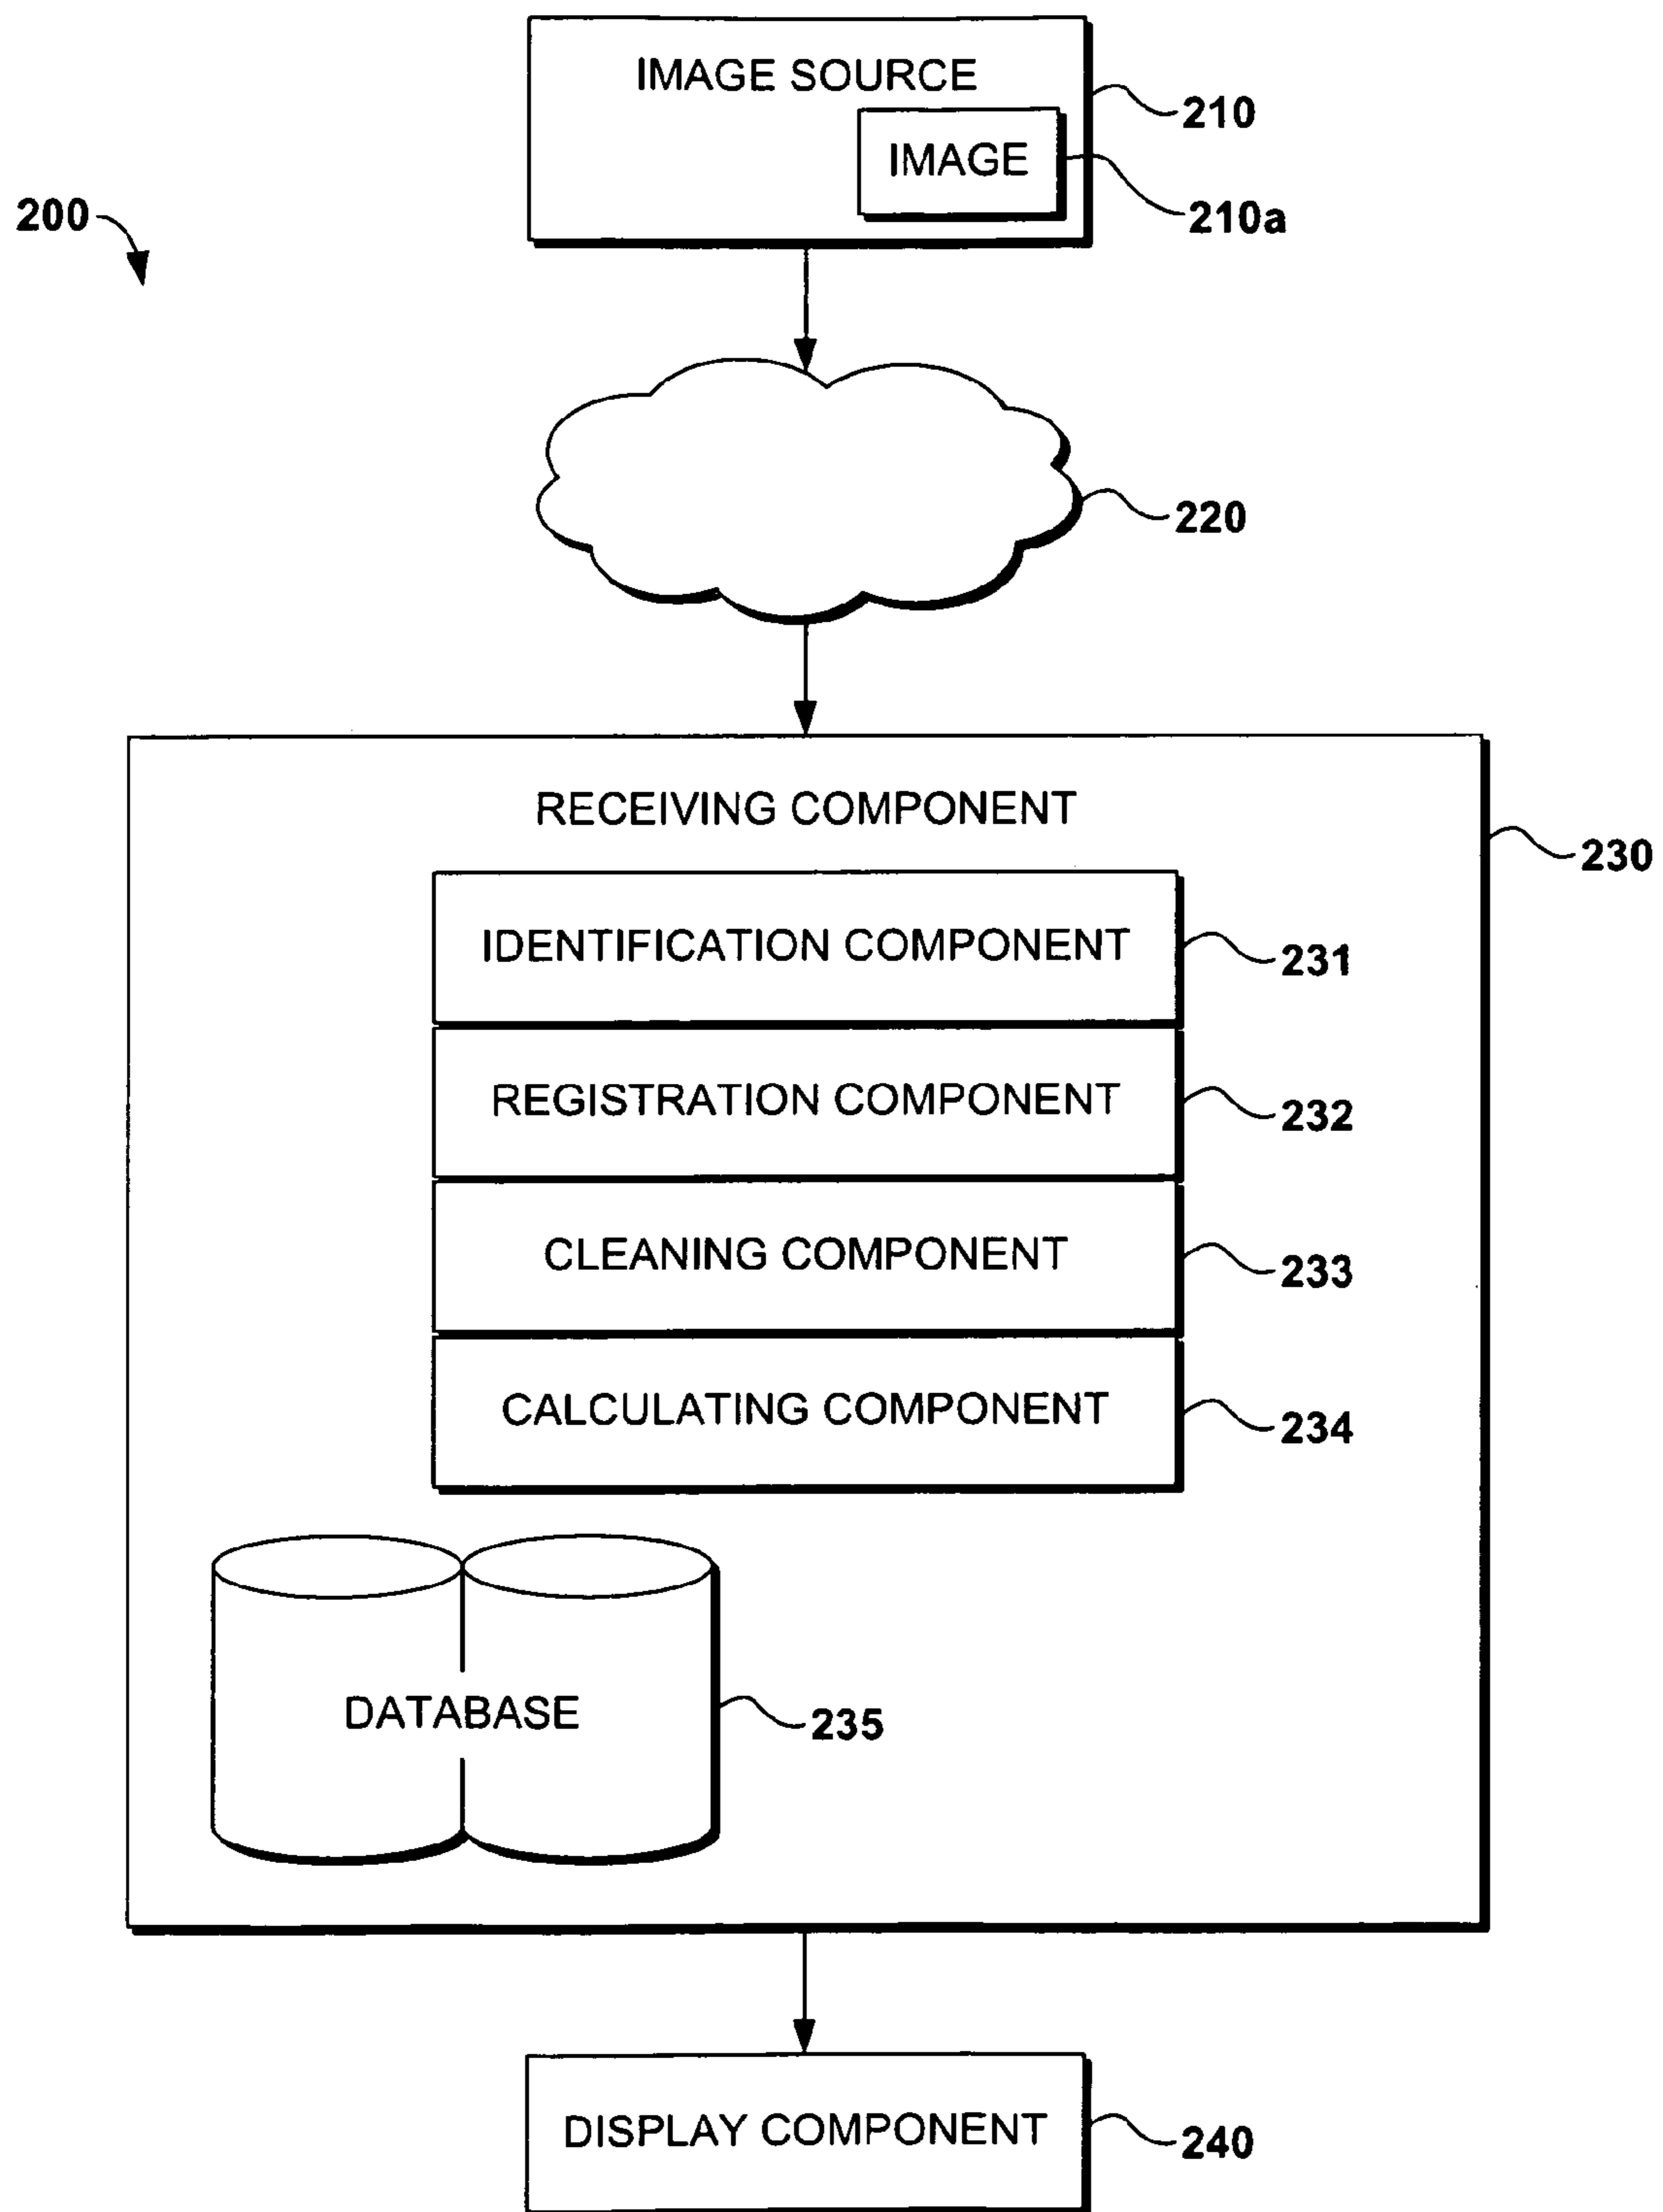 IMAGE SOURCE
210
IMAGE
200
210a
220
RECEIVING COMPONENT
230
IDENTIFICATION COMPONENT
231
REGISTRATION COMPONENT
232
CLEANING COMPONENT
233
CALCULATING COMPONENT
234
DATABASE
235
DISPLAY COMPONENT
240